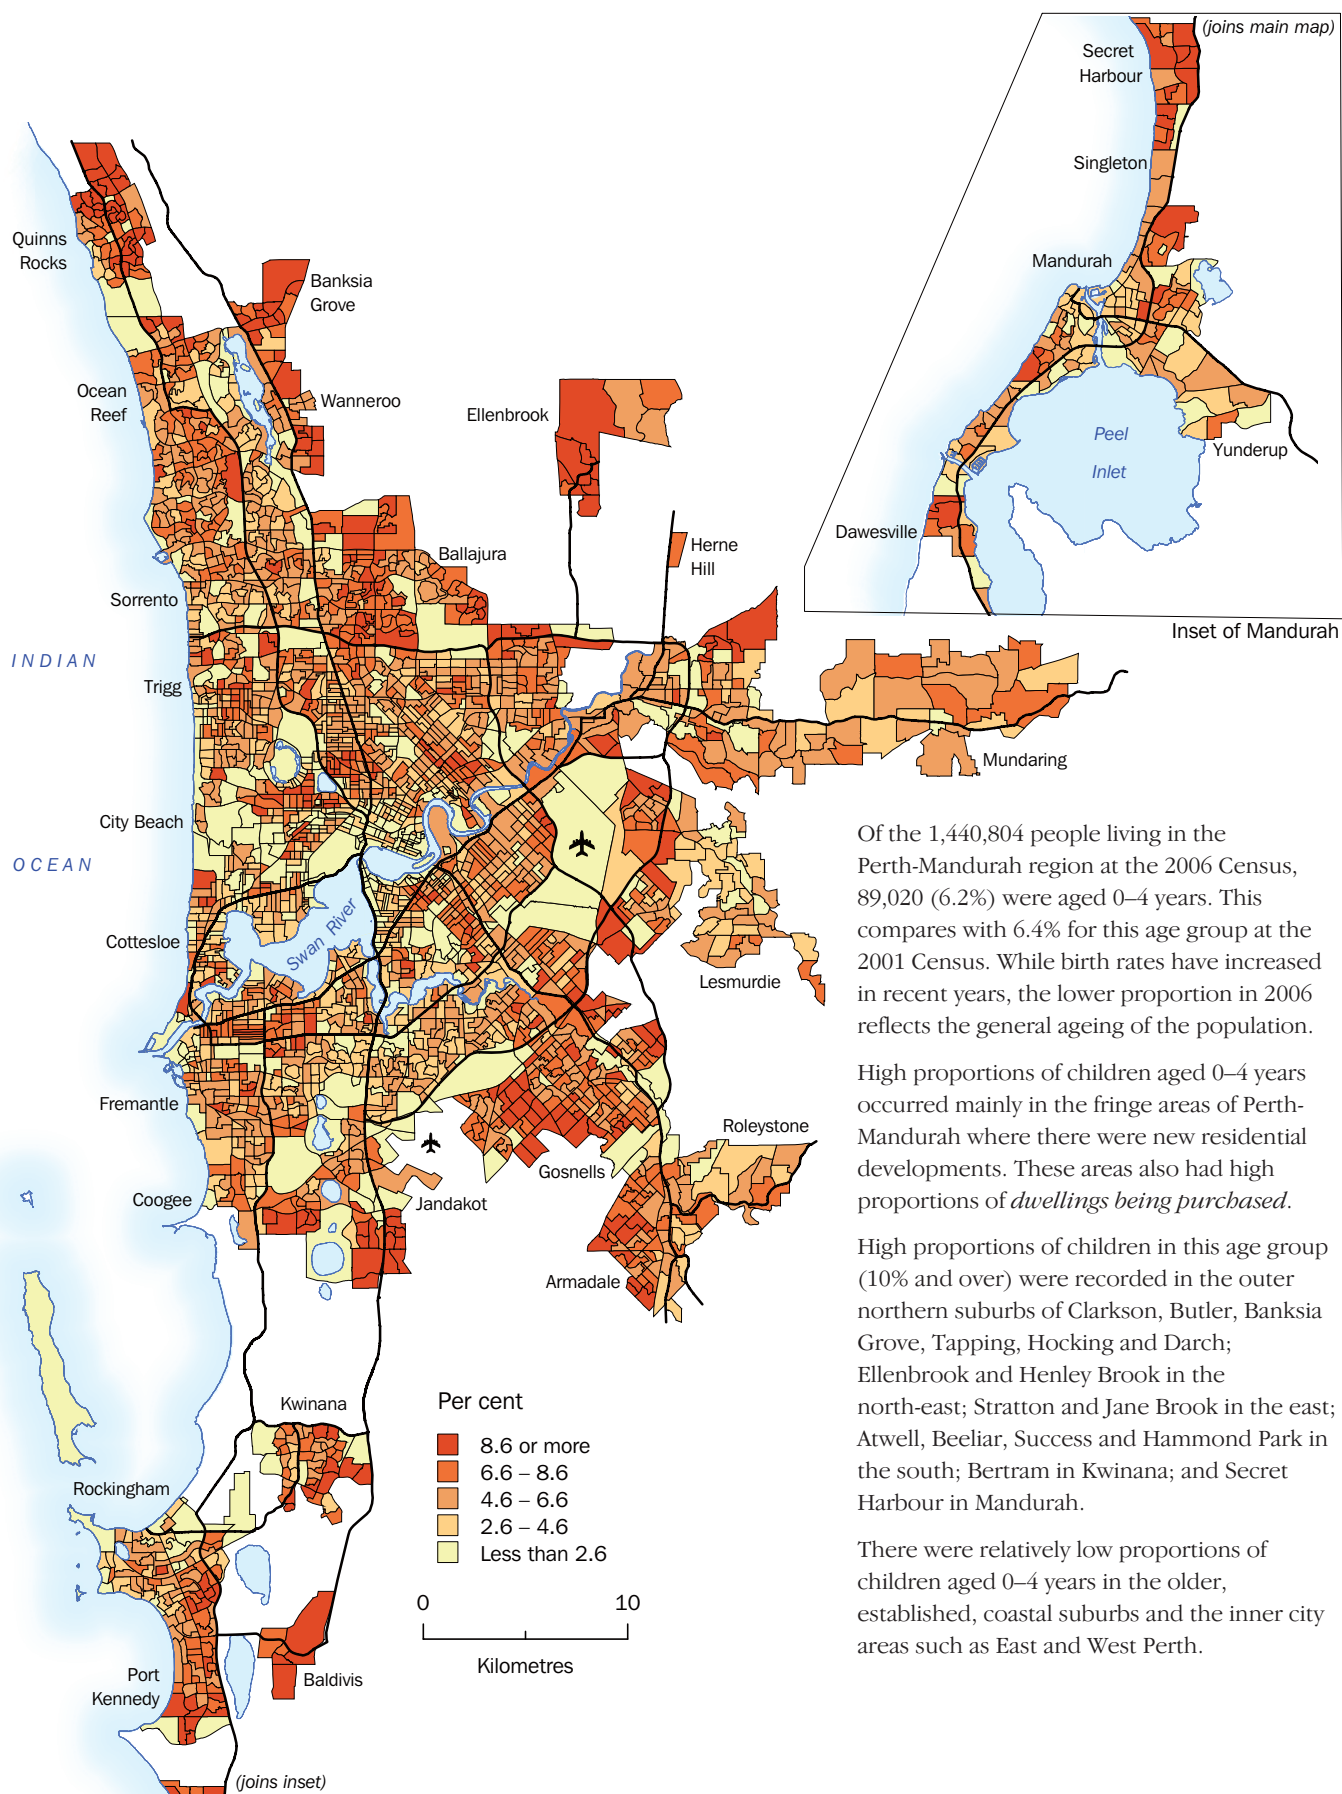 (joins main map)
Secret
Harbour
Singleton
Mandurah
Peel
Inlet
Yunderup
Dawesville
Inset of Mandurah
Quinns
Rocks
Banksia
Grove
Ocean
Reef
Wanneroo
Ellenbrook
Ballajura
Herne
Hill
Sorrento
INDIAN
Trigg
Mundaring
City Beach
OCEAN
Swan River
Cottesloe
Lesmurdie
Fremantle
Roleystone
Gosnells
Coogee
Jandakot
Armadale
Kwinana
Rockingham
Port
Kennedy
Baldivis
(joins inset)
Per cent
8.6 or more
6.6 – 8.6
4.6 – 6.6
2.6 – 4.6
Less than 2.6
0 10
Kilometres
Of the 1,440,804 people living in the
Perth-Mandurah region at the 2006 Census,
89,020 (6.2%) were aged 0–4 years. This
compares with 6.4% for this age group at the
2001 Census. While birth rates have increased
in recent years, the lower proportion in 2006
reflects the general ageing of the population.
High proportions of children aged 0–4 years
occurred mainly in the fringe areas of Perth-
Mandurah where there were new residential
developments. These areas also had high
proportions of dwellings being purchased.
High proportions of children in this age group
(10% and over) were recorded in the outer
northern suburbs of Clarkson, Butler, Banksia
Grove, Tapping, Hocking and Darch;
Ellenbrook and Henley Brook in the
north-east; Stratton and Jane Brook in the east;
Atwell, Beeliar, Success and Hammond Park in
the south; Bertram in Kwinana; and Secret
Harbour in Mandurah.
There were relatively low proportions of
children aged 0–4 years in the older,
established, coastal suburbs and the inner city
areas such as East and West Perth.